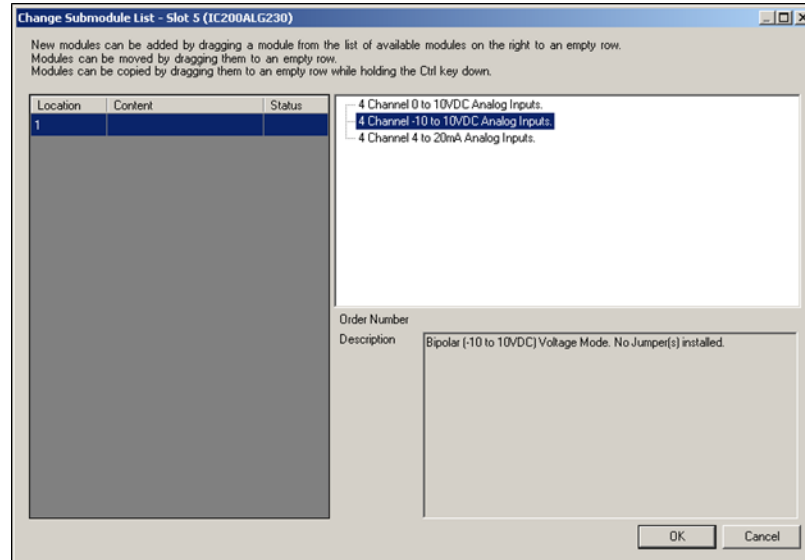 Change Submodule List - Slot 5 (IC200ALG230)
New modules can be added by dragging a module from the list of available modules on the right to an empty row.
Modules can be moved by dragging them to an empty row.
Modules can be copied by dragging them to an empty row while holding the Ctrl key down.
Location Content Status
1
4 Channel 0 to 10VDC Analog Inputs.
4 Channel -10 to 10VDC Analog Inputs.
4 Channel 4 to 20mA Analog Inputs.
Order Number
Description
Bipolar (-10 to 10VDC) Voltage Mode. No Jumper(s) installed.
OK Cancel